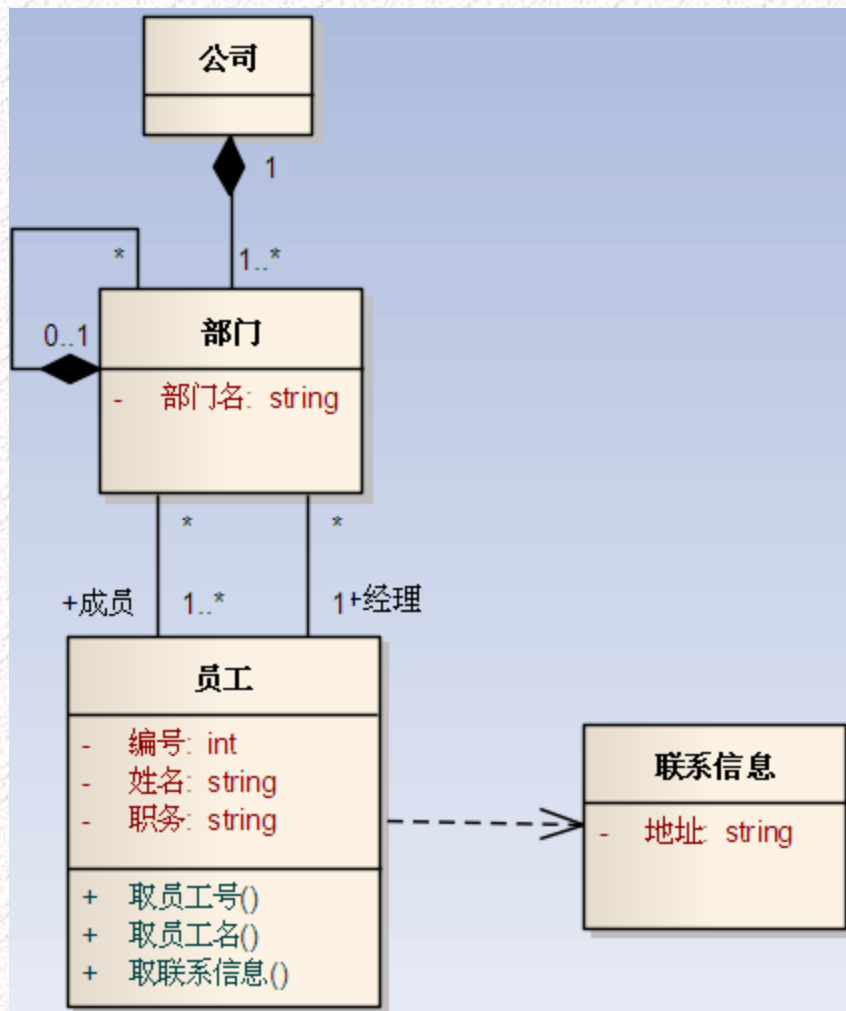 公司
1
*
1..*
0..1
部门
- 部门名: string
* *
+成员 1..* 1 +经理
员工
- 编号: int
- 姓名: string
- 职务: string
+ 取员工号()
+ 取员工名()
+ 取联系信息()
联系信息
- 地址: string